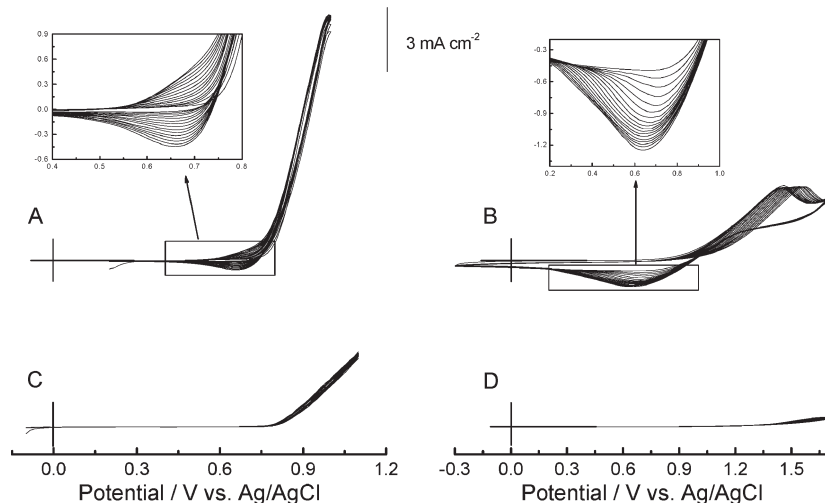 3 mA cm⁻²
0.9
0.6
0.3
0.0
-0.3
-0.6
0.4 0.5 0.6 0.7 0.8
-0.3
-0.6
-0.9
-1.2
0.2 0.4 0.6 0.8 1.0
A
B
C
D
0.0 0.3 0.6 0.9 1.2
Potential / V vs. Ag/AgCl
-0.3 0.0 0.3 0.6 0.9 1.2 1.5
Potential / V vs. Ag/AgCl